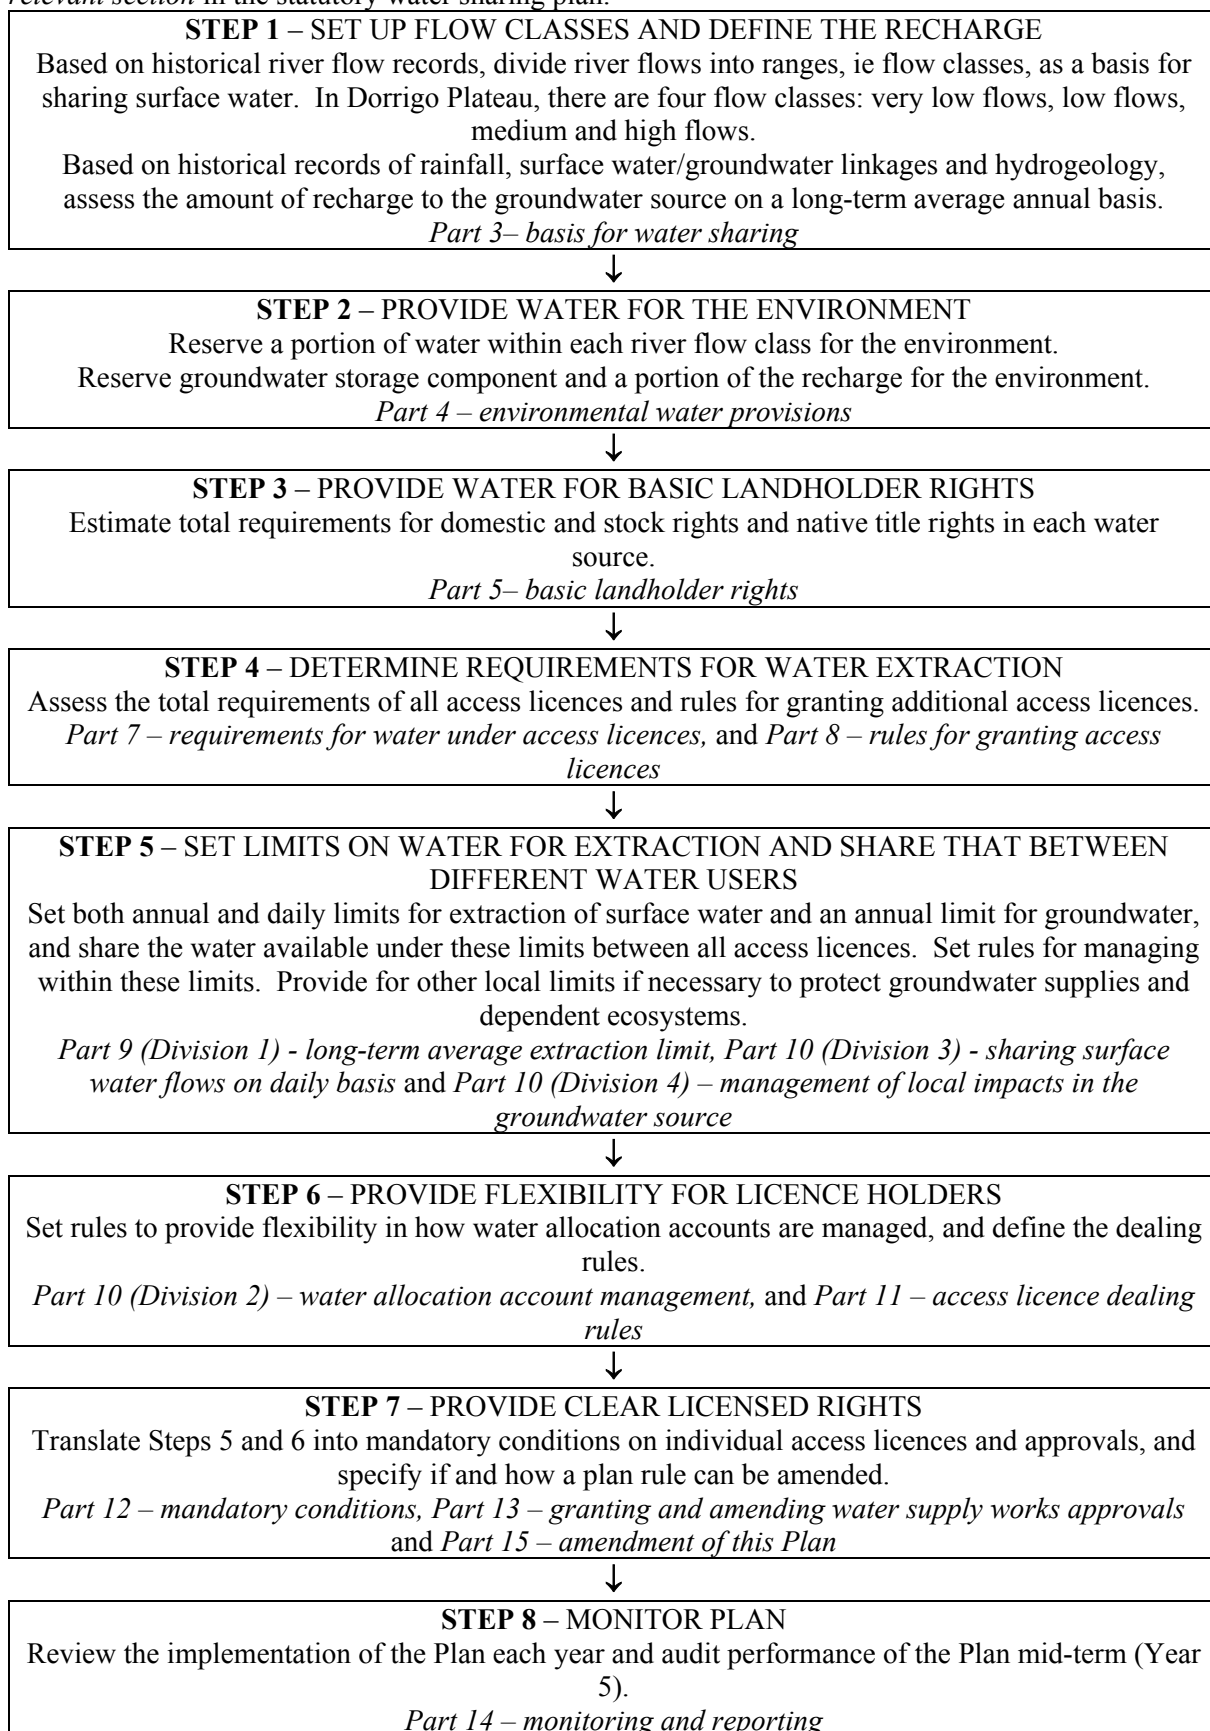 relevant section in the statutory water sharing plan.
STEP 1 – SET UP FLOW CLASSES AND DEFINE THE RECHARGE
Based on historical river flow records, divide river flows into ranges, ie flow classes, as a basis for
sharing surface water. In Dorrigo Plateau, there are four flow classes: very low flows, low flows,
medium and high flows.
Based on historical records of rainfall, surface water/groundwater linkages and hydrogeology,
assess the amount of recharge to the groundwater source on a long-term average annual basis.
Part 3– basis for water sharing
↓
STEP 2 – PROVIDE WATER FOR THE ENVIRONMENT
Reserve a portion of water within each river flow class for the environment.
Reserve groundwater storage component and a portion of the recharge for the environment.
Part 4 – environmental water provisions
↓
STEP 3 – PROVIDE WATER FOR BASIC LANDHOLDER RIGHTS
Estimate total requirements for domestic and stock rights and native title rights in each water
source.
Part 5– basic landholder rights
↓
STEP 4 – DETERMINE REQUIREMENTS FOR WATER EXTRACTION
Assess the total requirements of all access licences and rules for granting additional access licences.
Part 7 – requirements for water under access licences, and Part 8 – rules for granting access
licences
↓
STEP 5 – SET LIMITS ON WATER FOR EXTRACTION AND SHARE THAT BETWEEN
DIFFERENT WATER USERS
Set both annual and daily limits for extraction of surface water and an annual limit for groundwater,
and share the water available under these limits between all access licences. Set rules for managing
within these limits. Provide for other local limits if necessary to protect groundwater supplies and
dependent ecosystems.
Part 9 (Division 1) - long-term average extraction limit, Part 10 (Division 3) - sharing surface
water flows on daily basis and Part 10 (Division 4) – management of local impacts in the
groundwater source
↓
STEP 6 – PROVIDE FLEXIBILITY FOR LICENCE HOLDERS
Set rules to provide flexibility in how water allocation accounts are managed, and define the dealing
rules.
Part 10 (Division 2) – water allocation account management, and Part 11 – access licence dealing
rules
↓
STEP 7 – PROVIDE CLEAR LICENSED RIGHTS
Translate Steps 5 and 6 into mandatory conditions on individual access licences and approvals, and
specify if and how a plan rule can be amended.
Part 12 – mandatory conditions, Part 13 – granting and amending water supply works approvals
and Part 15 – amendment of this Plan
↓
STEP 8 – MONITOR PLAN
Review the implementation of the Plan each year and audit performance of the Plan mid-term (Year
5).
Part 14 – monitoring and reporting